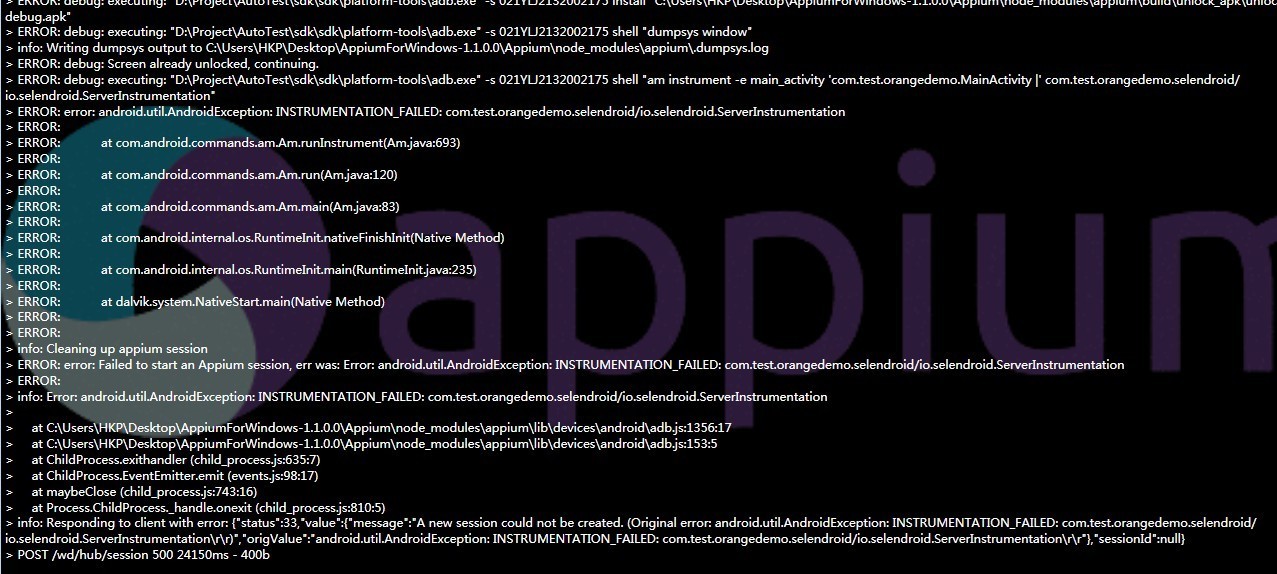 > ERROR: debug: executing: "D:\Project\AutoTest\sdk\sdk\platform-tools\adb.exe" -s 021YLJ2132002175 install "C:\Users\HKP\Desktop\AppiumForWindows-1.1.0.0\Appium\node_modules\appium\build\unlock_apk\unlock
debug.apk"
> ERROR: debug: executing: "D:\Project\AutoTest\sdk\sdk\platform-tools\adb.exe" -s 021YLJ2132002175 shell "dumpsys window"
> info: Writing dumpsys output to C:\Users\HKP\Desktop\AppiumForWindows-1.1.0.0\Appium\node_modules\appium\.dumpsys.log
> ERROR: debug: Screen already unlocked, continuing.
> ERROR: debug: executing: "D:\Project\AutoTest\sdk\sdk\platform-tools\adb.exe" -s 021YLJ2132002175 shell "am instrument -e main_activity 'com.test.orangedemo.MainActivity |' com.test.orangedemo.selendroid/
io.selendroid.ServerInstrumentation"
> ERROR: error: android.util.AndroidException: INSTRUMENTATION_FAILED: com.test.orangedemo.selendroid/io.selendroid.ServerInstrumentation
> ERROR:
> ERROR: at com.android.commands.am.Am.runInstrument(Am.java:693)
> ERROR:
> ERROR: at com.android.commands.am.Am.run(Am.java:120)
> ERROR:
> ERROR: at com.android.commands.am.Am.main(Am.java:83)
> ERROR:
> ERROR: at com.android.internal.os.RuntimeInit.nativeFinishInit(Native Method)
> ERROR:
> ERROR: at com.android.internal.os.RuntimeInit.main(RuntimeInit.java:235)
> ERROR:
> ERROR: at dalvik.system.NativeStart.main(Native Method)
> ERROR:
> ERROR:
> info: Cleaning up appium session
> ERROR: error: Failed to start an Appium session, err was: Error: android.util.AndroidException: INSTRUMENTATION_FAILED: com.test.orangedemo.selendroid/io.selendroid.ServerInstrumentation
> ERROR:
> info: Error: android.util.AndroidException: INSTRUMENTATION_FAILED: com.test.orangedemo.selendroid/io.selendroid.ServerInstrumentation
>
> at C:\Users\HKP\Desktop\AppiumForWindows-1.1.0.0\Appium\node_modules\appium\lib\devices\android\adb.js:1356:17
> at C:\Users\HKP\Desktop\AppiumForWindows-1.1.0.0\Appium\node_modules\appium\lib\devices\android\adb.js:153:5
> at ChildProcess.exithandler (child_process.js:635:7)
> at ChildProcess.EventEmitter.emit (events.js:98:17)
> at maybeClose (child_process.js:743:16)
> at Process.ChildProcess._handle.onexit (child_process.js:810:5)
> info: Responding to client with error: {"status":33,"value":{"message":"A new session could not be created. (Original error: android.util.AndroidException: INSTRUMENTATION_FAILED: com.test.orangedemo.selendroid/
io.selendroid.ServerInstrumentation\r\r)","origValue":"android.util.AndroidException: INSTRUMENTATION_FAILED: com.test.orangedemo.selendroid/io.selendroid.ServerInstrumentation\r\r"},"sessionId":null}
> POST /wd/hub/session 500 24150ms - 400b
appium